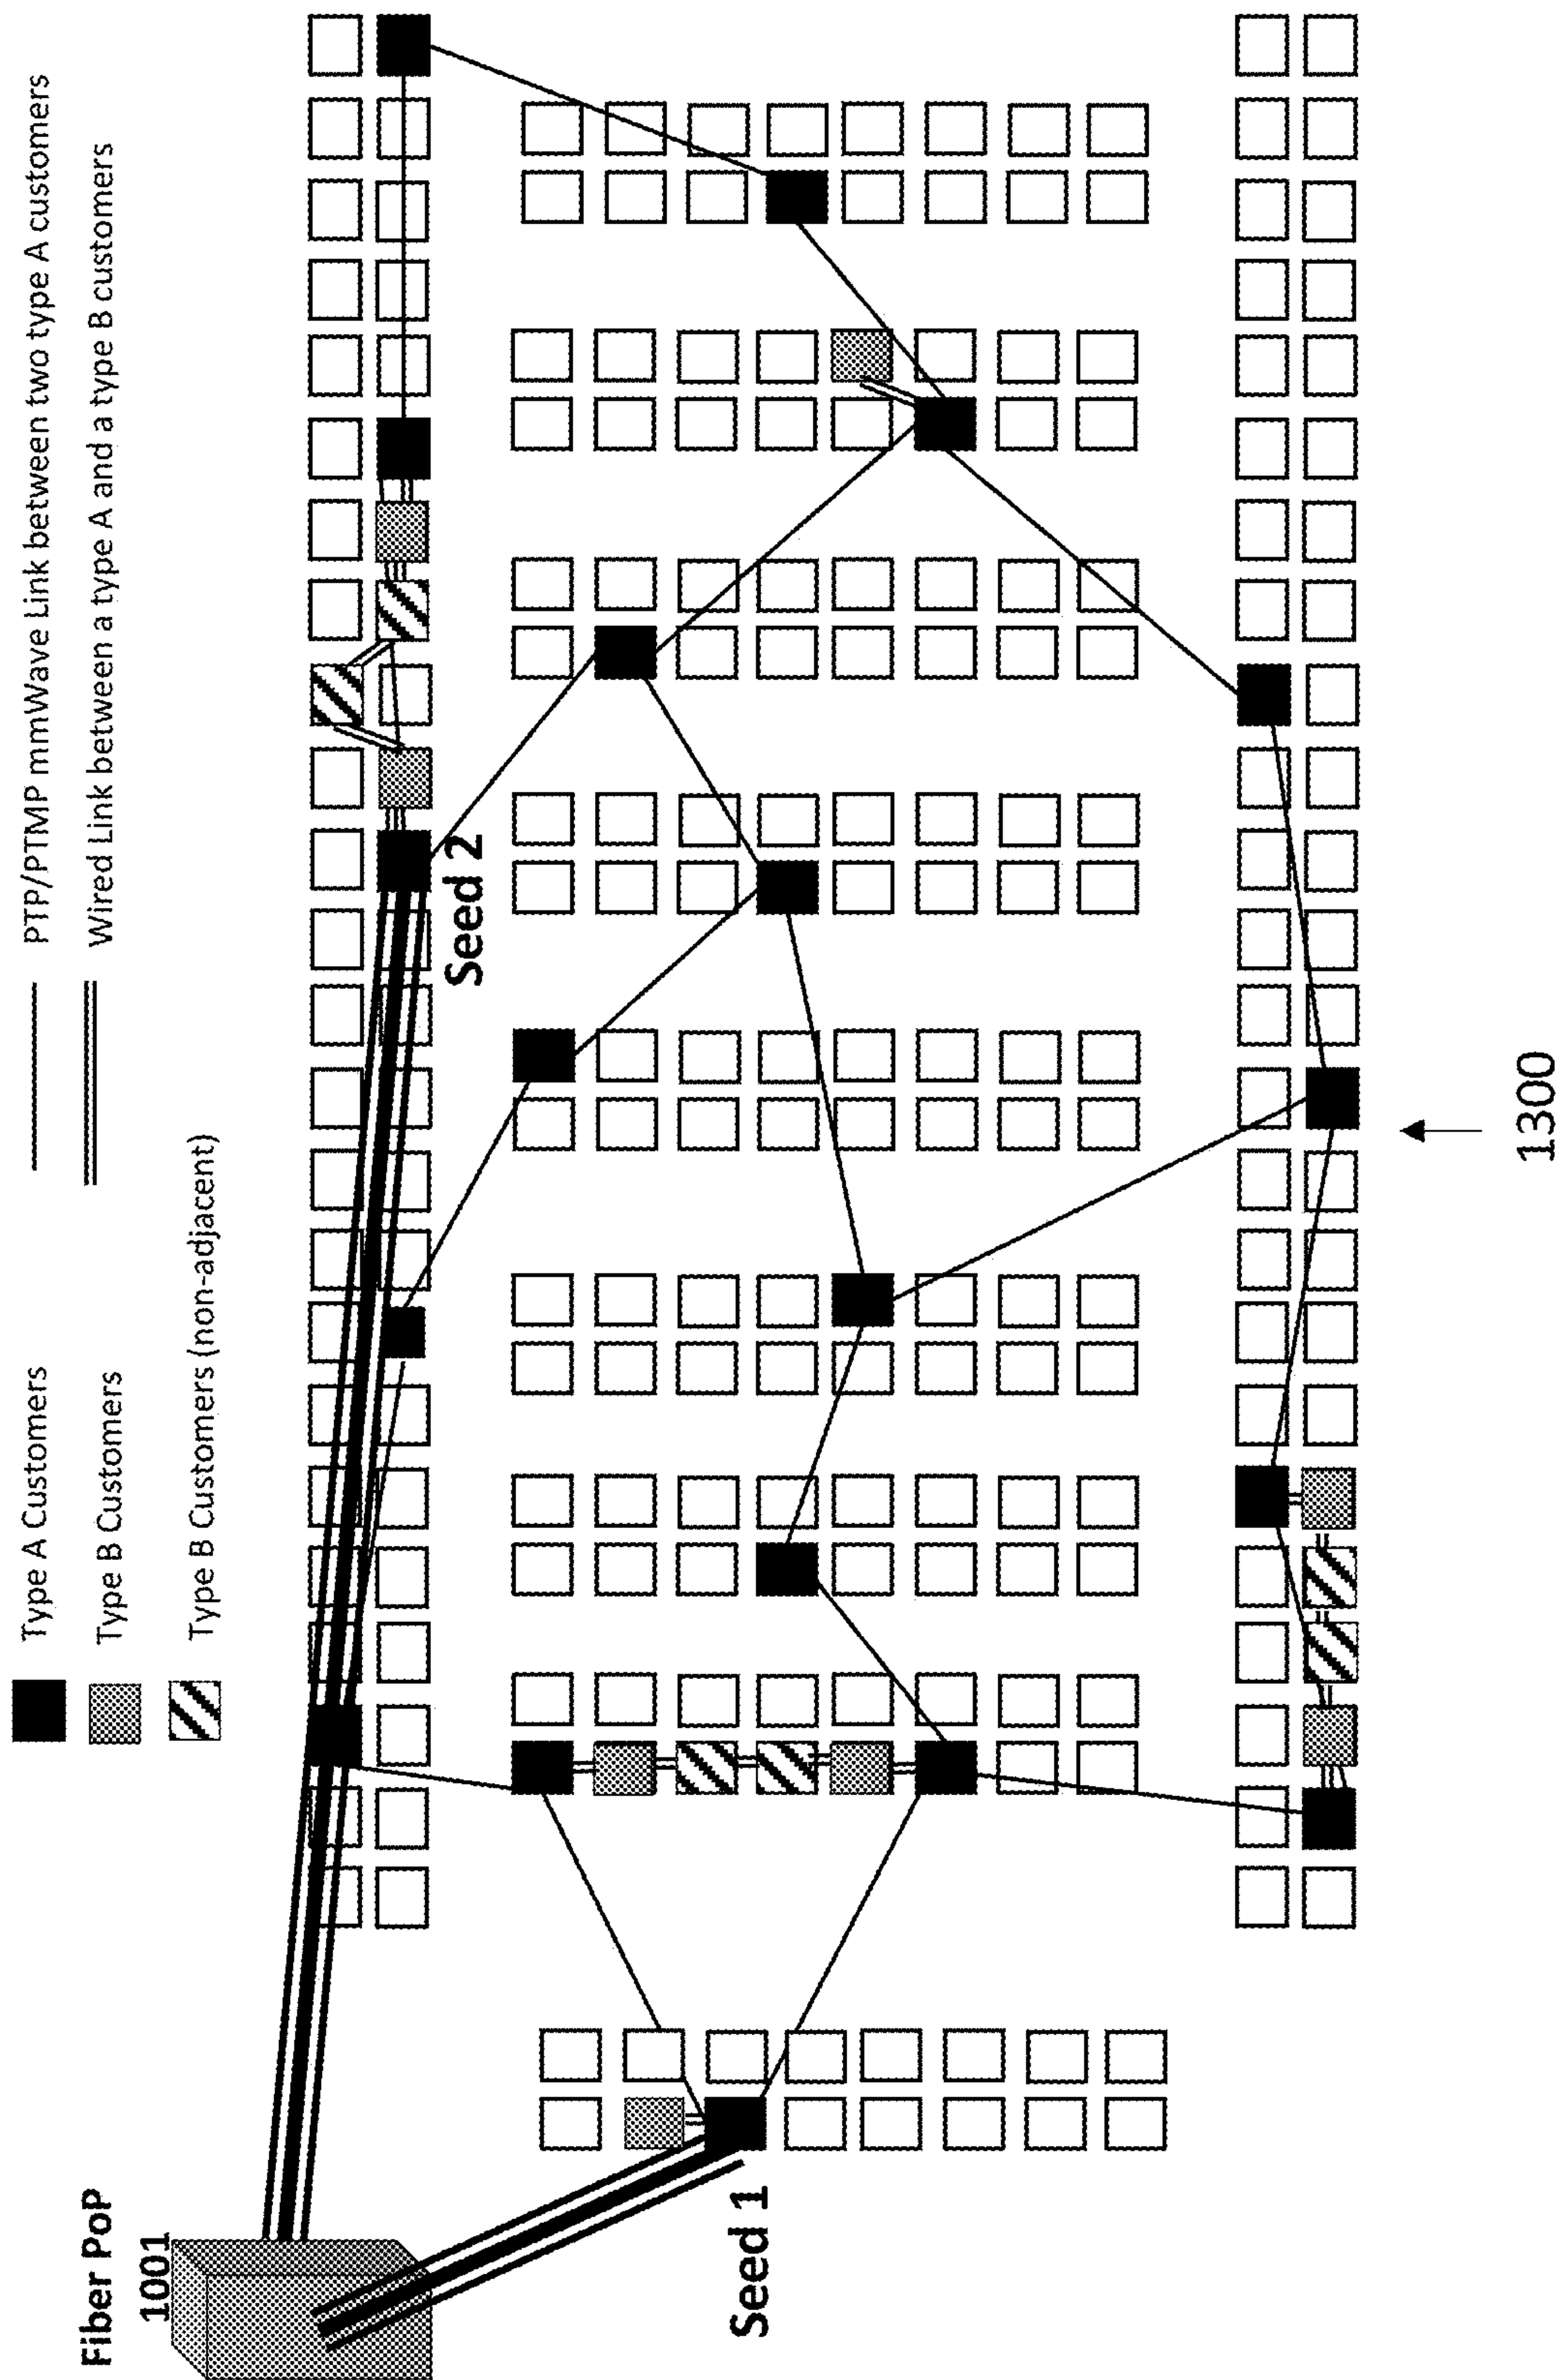 Type A Customers
Type B Customers
Type B Customers (non-adjacent)
PTP/PTMP mmWave Link between two type A customers
Wired Link between a type A and a type B customers
Fiber PoP
1001
Seed 1
Seed 2
1300